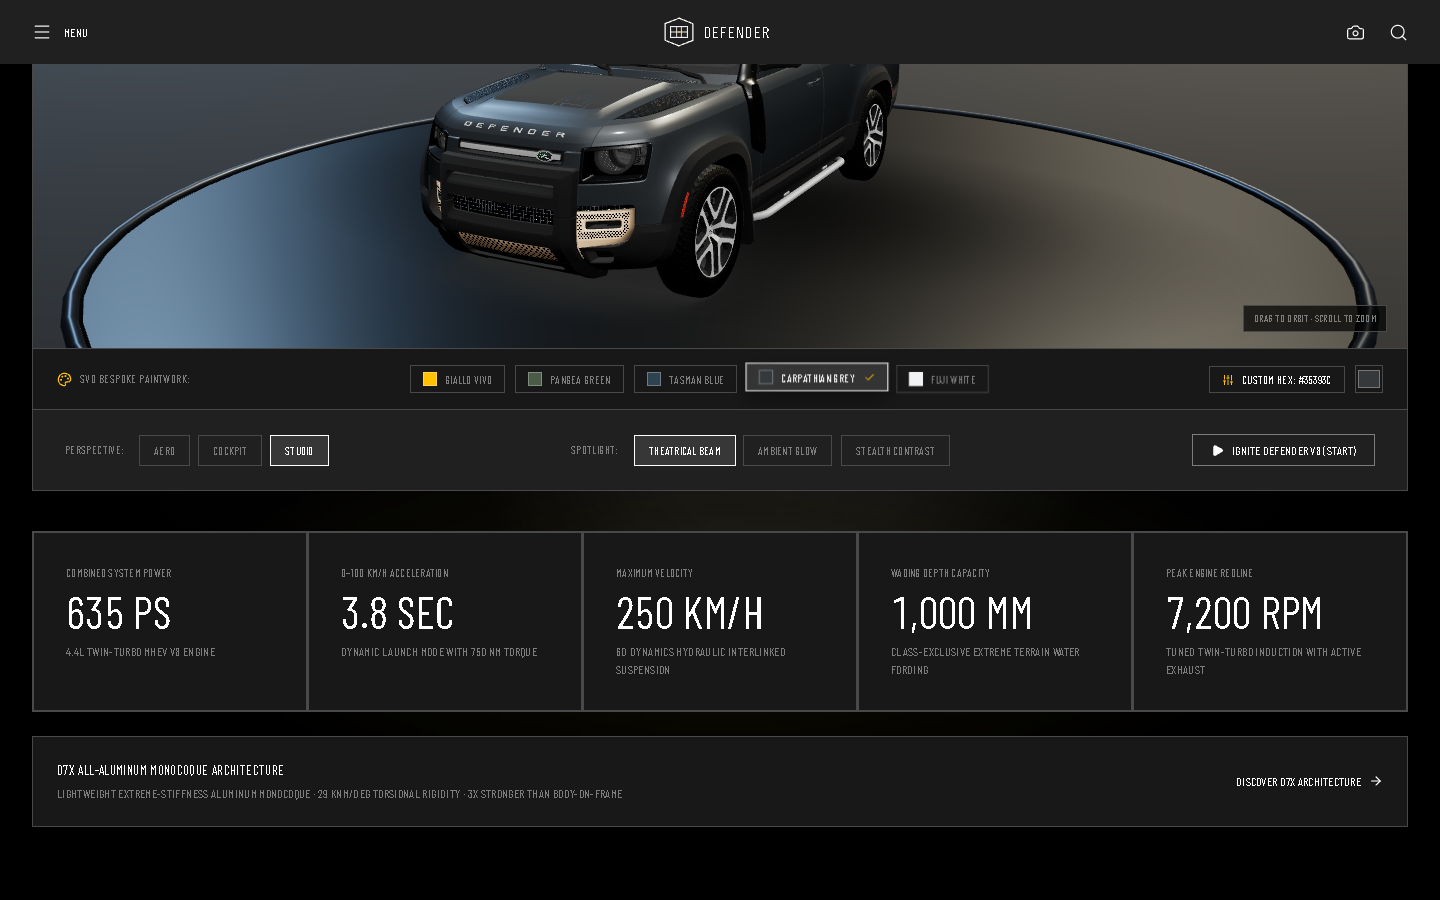 MENU
DEFENDER
DEFENDER
DRAG TO ORBIT · SCROLL TO ZOOM
SVO BESPOKE PAINTWORK:
GIALLO VIVO
PANGEA GREEN
TASMAN BLUE
CARPATHIAN GREY
FUJI WHITE
CUSTOM HEX: #35393C
PERSPECTIVE:
AERO
COCKPIT
STUDIO
SPOTLIGHT:
THEATRICAL BEAM
AMBIENT GLOW
STEALTH CONTRAST
IGNITE DEFENDER V8 (START)
COMBINED SYSTEM POWER
635 PS
4.4L TWIN-TURBO MHEV V8 ENGINE
0-100 KM/H ACCELERATION
3.8 SEC
DYNAMIC LAUNCH MODE WITH 750 NM TORQUE
MAXIMUM VELOCITY
250 KM/H
6D DYNAMICS HYDRAULIC INTERLINKED
SUSPENSION
WADING DEPTH CAPACITY
1,000 MM
CLASS-EXCLUSIVE EXTREME TERRAIN WATER
FORDING
PEAK ENGINE REDLINE
7,200 RPM
TUNED TWIN-TURBO INDUCTION WITH ACTIVE
EXHAUST
D7X ALL-ALUMINUM MONOCOQUE ARCHITECTURE
LIGHTWEIGHT EXTREME-STIFFNESS ALUMINUM MONOCOQUE · 29 KNM/DEG TORSIONAL RIGIDITY · 3X STRONGER THAN BODY-ON-FRAME
DISCOVER D7X ARCHITECTURE